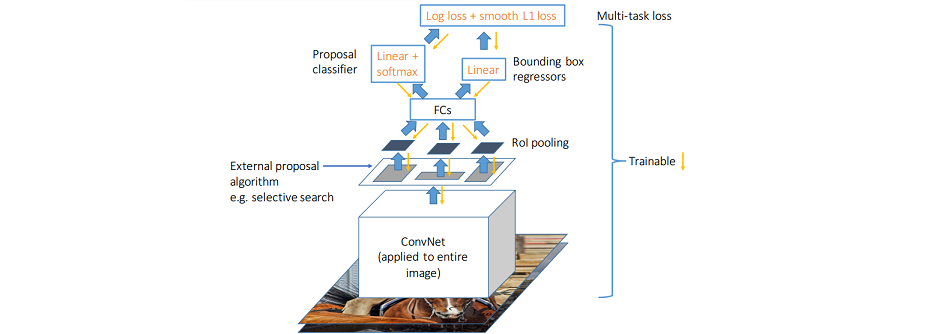 Log loss + smooth L1 loss
Multi-task loss
Proposal
classifier
Linear +
softmax
Linear
Bounding box
regressors
FCs
RoI pooling
External proposal
algorithm
e.g. selective search
Trainable
ConvNet
(applied to entire
image)